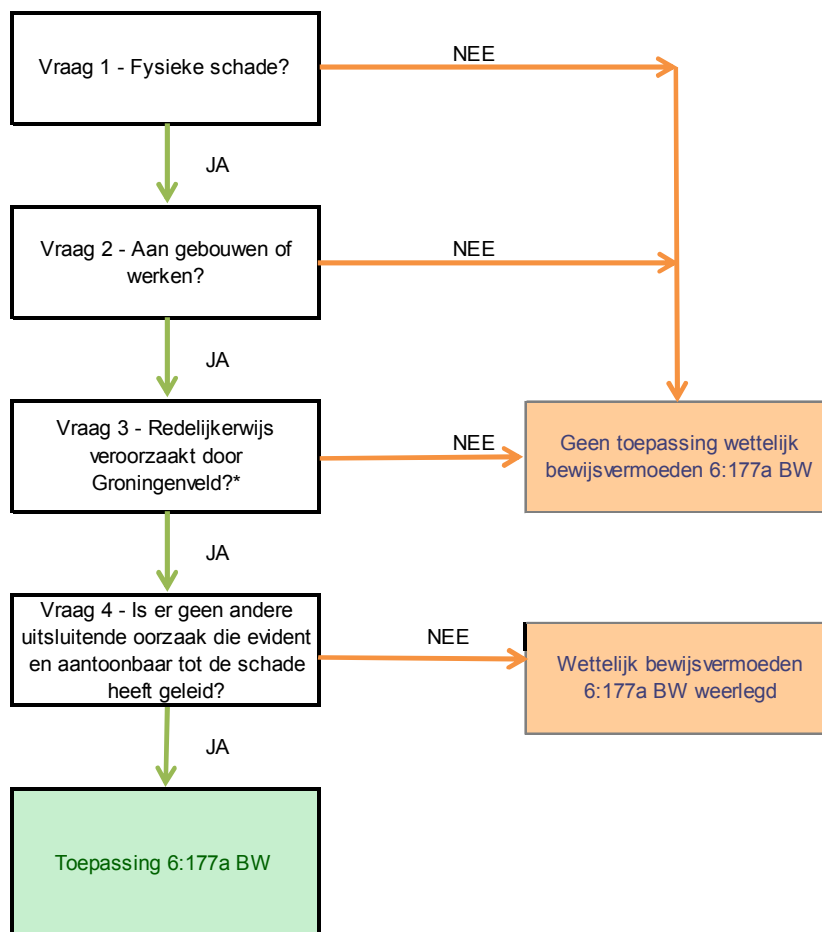 Vraag 1 - Fysieke schade?
NEE
JA
Vraag 2 - Aan gebouwen of
werken?
NEE
JA
Vraag 3 - Redelijkerwijs
veroorzaakt door
Groningenveld?*
NEE
Geen toepassing wettelijk
bewijsvermoeden 6:177a BW
JA
Vraag 4 - Is er geen andere
uitsluitende oorzaak die evident
en aantoonbaar tot de schade
heeft geleid?
NEE
Wettelijk bewijsvermoeden
6:177a BW weerlegd
JA
Toepassing 6:177a BW